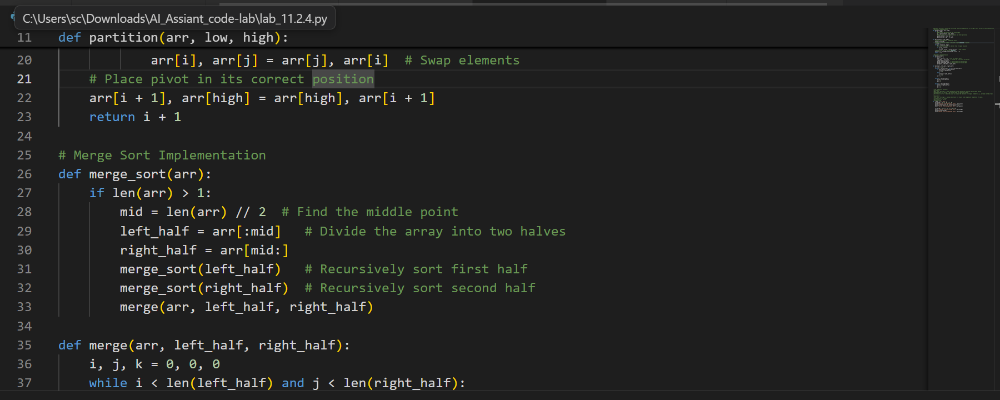 C:\Users\sc\Downloads\AI_Assiant_code-lab\lab_11.2.4.py
11 def partition(arr, low, high):
20 arr[i], arr[j] = arr[j], arr[i]  # Swap elements
21 # Place pivot in its correct position
22 arr[i + 1], arr[high] = arr[high], arr[i + 1]
23 return i + 1
24
25 # Merge Sort Implementation
26 def merge_sort(arr):
27 if len(arr) > 1:
28 mid = len(arr) // 2  # Find the middle point
29 left_half = arr[:mid]   # Divide the array into two halves
30 right_half = arr[mid:]
31 merge_sort(left_half)   # Recursively sort first half
32 merge_sort(right_half)  # Recursively sort second half
33 merge(arr, left_half, right_half)
34
35 def merge(arr, left_half, right_half):
36 i, j, k = 0, 0, 0
37 while i < len(left_half) and j < len(right_half):